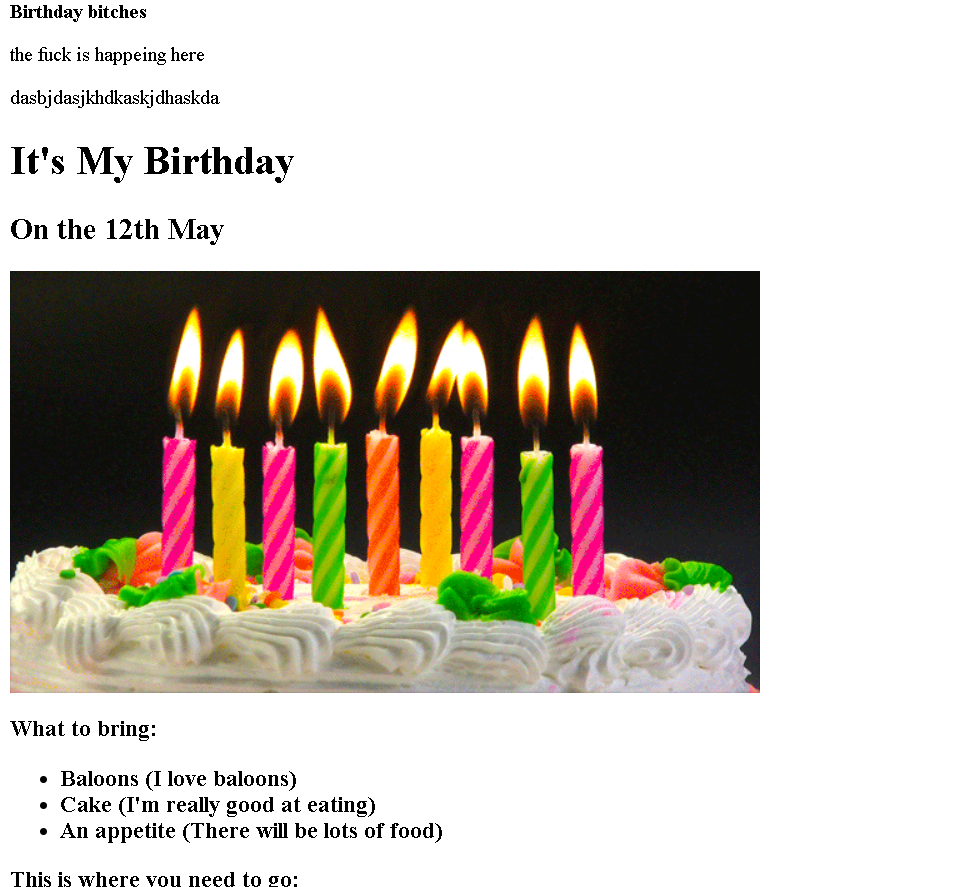 Birthday bitches
the fuck is happeing here
dasbjdasjkhdkaskjdhaskda
It's My Birthday
On the 12th May
What to bring:
Baloons (I love baloons)
Cake (I'm really good at eating)
An appetite (There will be lots of food)
This is where you need to go: